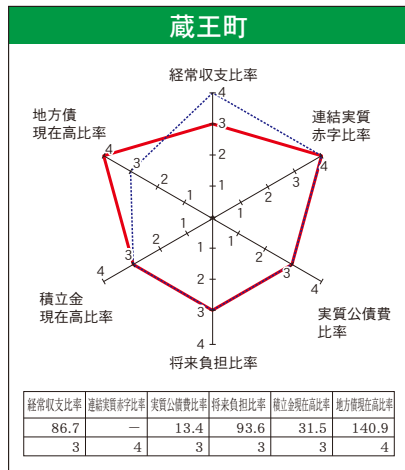 蔵王町
経常収支比率
4
3
2
1
連結実質
赤字比率
4
3
2
1
実質公債費
比率
4
3
2
1
将来負担比率
4
3
2
1
積立金
現在高比率
4
3
2
1
地方債
現在高比率
4
3
2
1
経常収支比率 連結実質赤字比率 実質公債費比率 将来負担比率 積立金現在高比率 地方債現在高比率
86.7 — 13.4 93.6 31.5 140.9
3 4 3 3 3 4